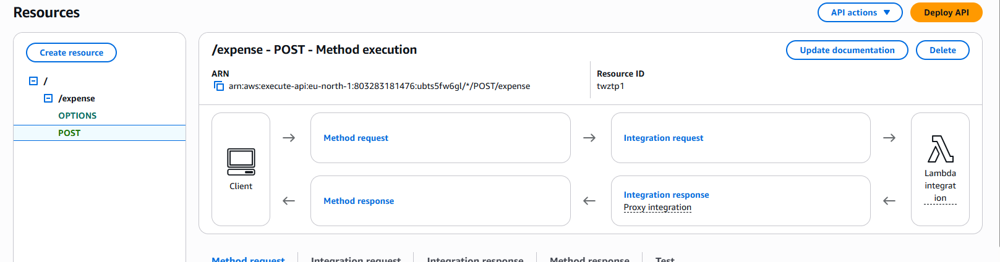 Resources
API actions
Deploy API
Create resource
/
/expense
OPTIONS
POST
/expense - POST - Method execution
Update documentation
Delete
ARN
arn:aws:execute-api:eu-north-1:803283181476:ubts5fw6gl/*/POST/expense
Resource ID
twztp1
Client
Method request
Integration request
Method response
Integration response
Proxy integration
Lambda
integrat
ion
Method request
Integration request
Integration response
Method response
Test